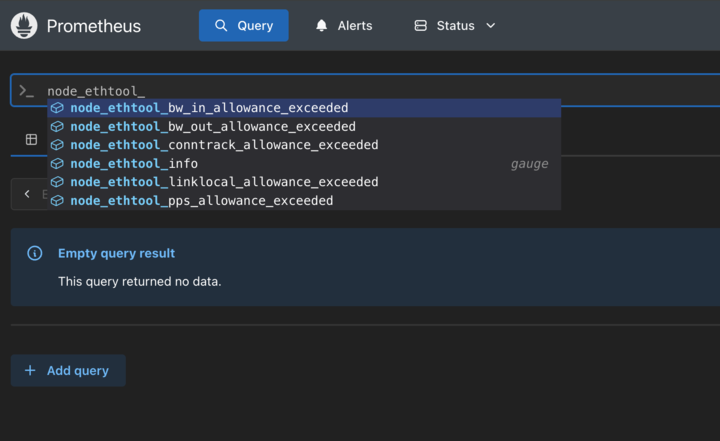 Prometheus
Query
Alerts
Status
node_ethtool_
node_ethtool_bw_in_allowance_exceeded
node_ethtool_bw_out_allowance_exceeded
node_ethtool_conntrack_allowance_exceeded
node_ethtool_info gauge
node_ethtool_linklocal_allowance_exceeded
node_ethtool_pps_allowance_exceeded
Empty query result
This query returned no data.
Add query